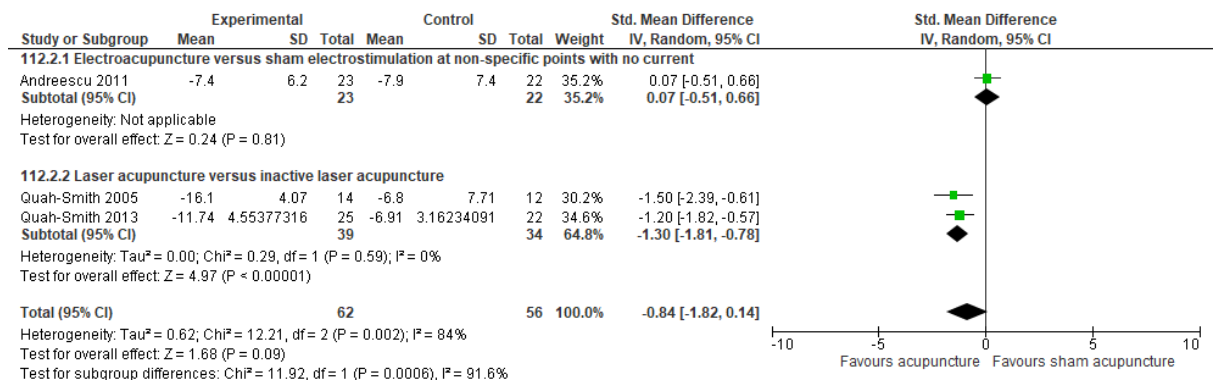 Experimental Control Std. Mean Difference Std. Mean Difference
Study or Subgroup Mean SD Total Mean SD Total Weight IV, Random, 95% CI IV, Random, 95% CI
112.2.1 Electroacupuncture versus sham electrostimulation at non-specific points with no current
Andreescu 2011 -7.4 6.2 23 -7.9 7.4 22 35.2% 0.07 [-0.51, 0.66]
Subtotal (95% CI) 23 22 35.2% 0.07 [-0.51, 0.66]
Heterogeneity: Not applicable
Test for overall effect: Z = 0.24 (P = 0.81)
112.2.2 Laser acupuncture versus inactive laser acupuncture
Quah-Smith 2005 -16.1 4.07 14 -6.8 7.71 12 30.2% -1.50 [-2.39, -0.61]
Quah-Smith 2013 -11.74 4.55377316 25 -6.91 3.16234091 22 34.6% -1.20 [-1.82, -0.57]
Subtotal (95% CI) 39 34 64.8% -1.30 [-1.81, -0.78]
Heterogeneity: Tau² = 0.00; Chi² = 0.29, df = 1 (P = 0.59); I² = 0%
Test for overall effect: Z = 4.97 (P < 0.00001)
Total (95% CI) 62 56 100.0% -0.84 [-1.82, 0.14]
Heterogeneity: Tau² = 0.62; Chi² = 12.21, df = 2 (P = 0.002); I² = 84%
Test for overall effect: Z = 1.68 (P = 0.09)
Test for subgroup differences: Chi² = 11.92, df = 1 (P = 0.0006), I² = 91.6%
-10 -5 0 5 10
Favours acupuncture Favours sham acupuncture